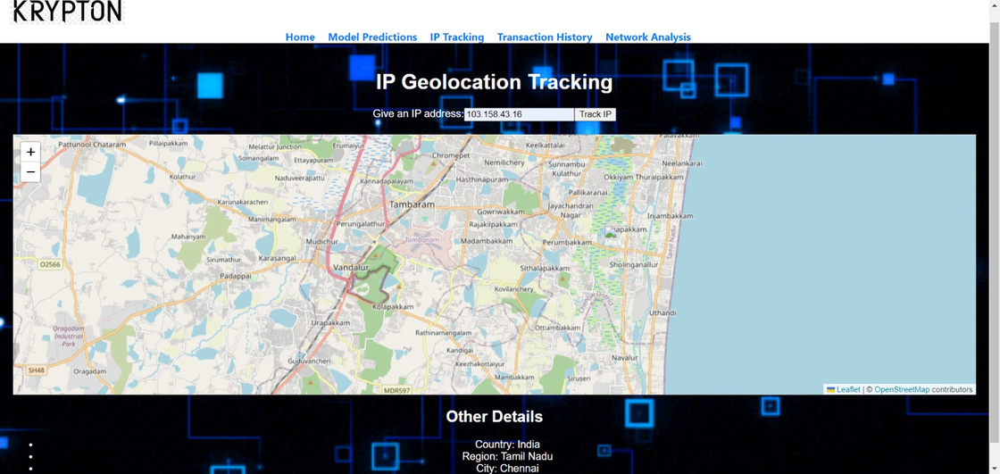 KRYPTON
Home Model Predictions IP Tracking Transaction History Network Analysis
IP Geolocation Tracking
Give an IP address: 103.158.43.16 Track IP
+
−
Pattunool Chataram
Pillaipakkam
Melattur Junction
Erumaiyur
Chromepet
Keelkattalai
Palavakkam
Somangalam
Ettayapuram
Nemilichery
Sunnambu
Kulathur
Neelankarai
Kolathur
Naduveerapattu
Kannadapalayam
Hasthinapuram
Okkiyam Thuraipakkam
Pallikaranai
Karunakaracheri
Tambaram
Jayachandran
Nagar
Manimangalam
Perungalathur
Gowriwakkam
Injambakkam
Rajakilpakkam
Mahanyam
Mudichur
Tambaram
Madambakkam
Perumbakkam
apakkam
Tamil Nadu
Sirumathur
Karasangal
O2566
Padappai
Vandalur
Sithalapakkam
Sholinganallur
Kovilanchery
Kolapakkam
Urapakkam
Uthandi
Oragadam
Industrial
Park
Rathinamangalam
Ottiambakkam
Kandigai
Navalur
SH48
Oragadam
Guduvancheri
Keezhakottaiyur
Mambakkam
Siruseri
MDR597
Leaflet | © OpenStreetMap contributors
Other Details
Country: India
Region: Tamil Nadu
City: Chennai